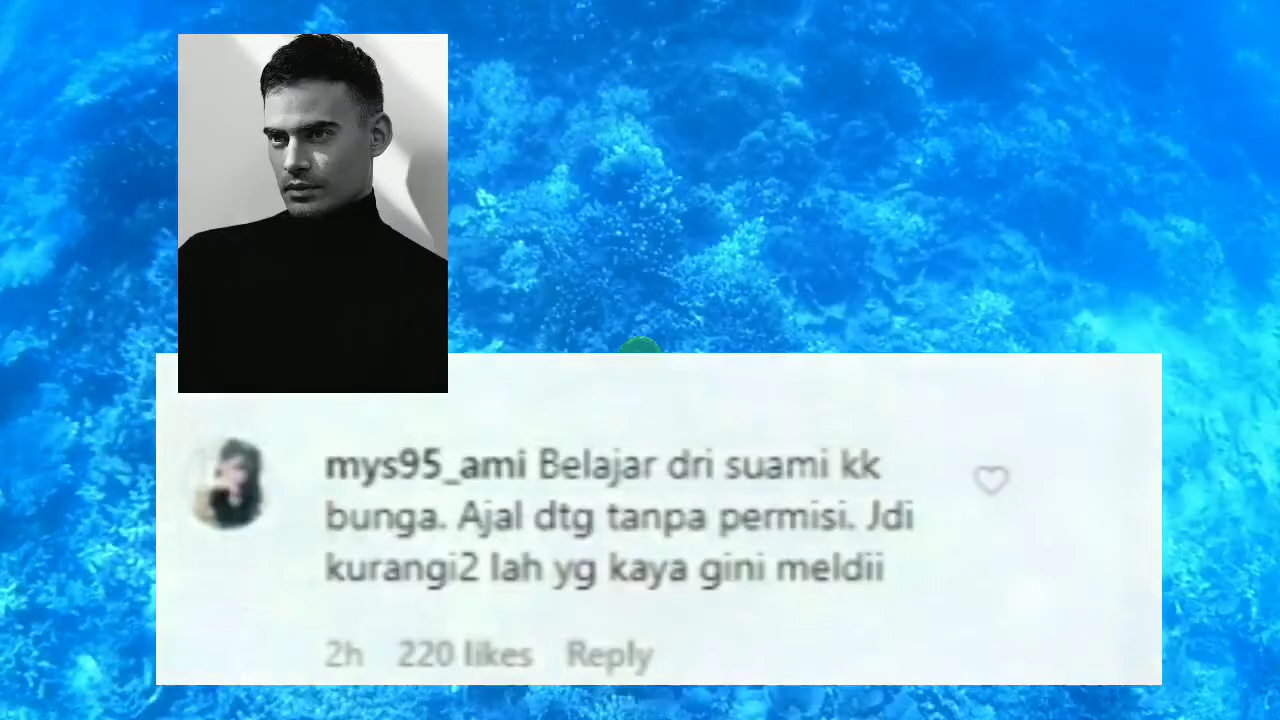 mys95_ami Belajar dri suami kk
bunga. Ajal dtg tanpa permisi. Jdi
kurangi2 lah yg kaya gini meldii
2h 220 likes Reply